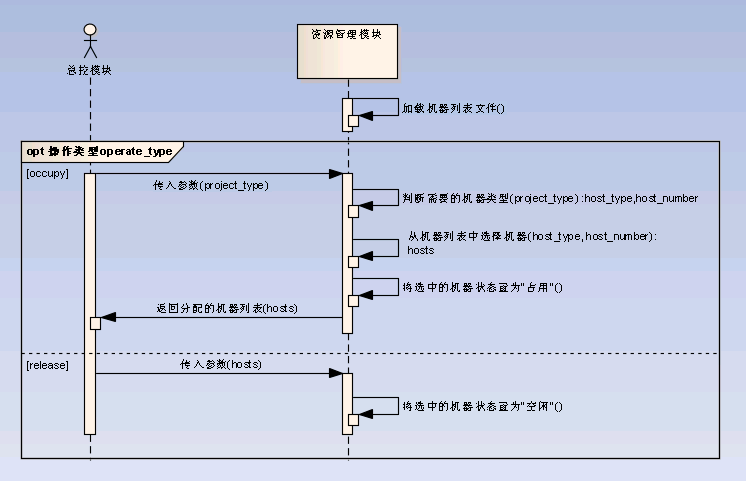 总控模块
资源管理模块
加载机器列表文件()
opt 操作类型operate_type
[occupy]
传入参数(project_type)
判断需要的机器类型(project_type) :host_type,host_number
从机器列表中选择机器(host_type, host_number):
hosts
将选中的机器状态置为"占用"()
返回分配的机器列表(hosts)
[release]
传入参数(hosts)
将选中的机器状态置为"空闲"()